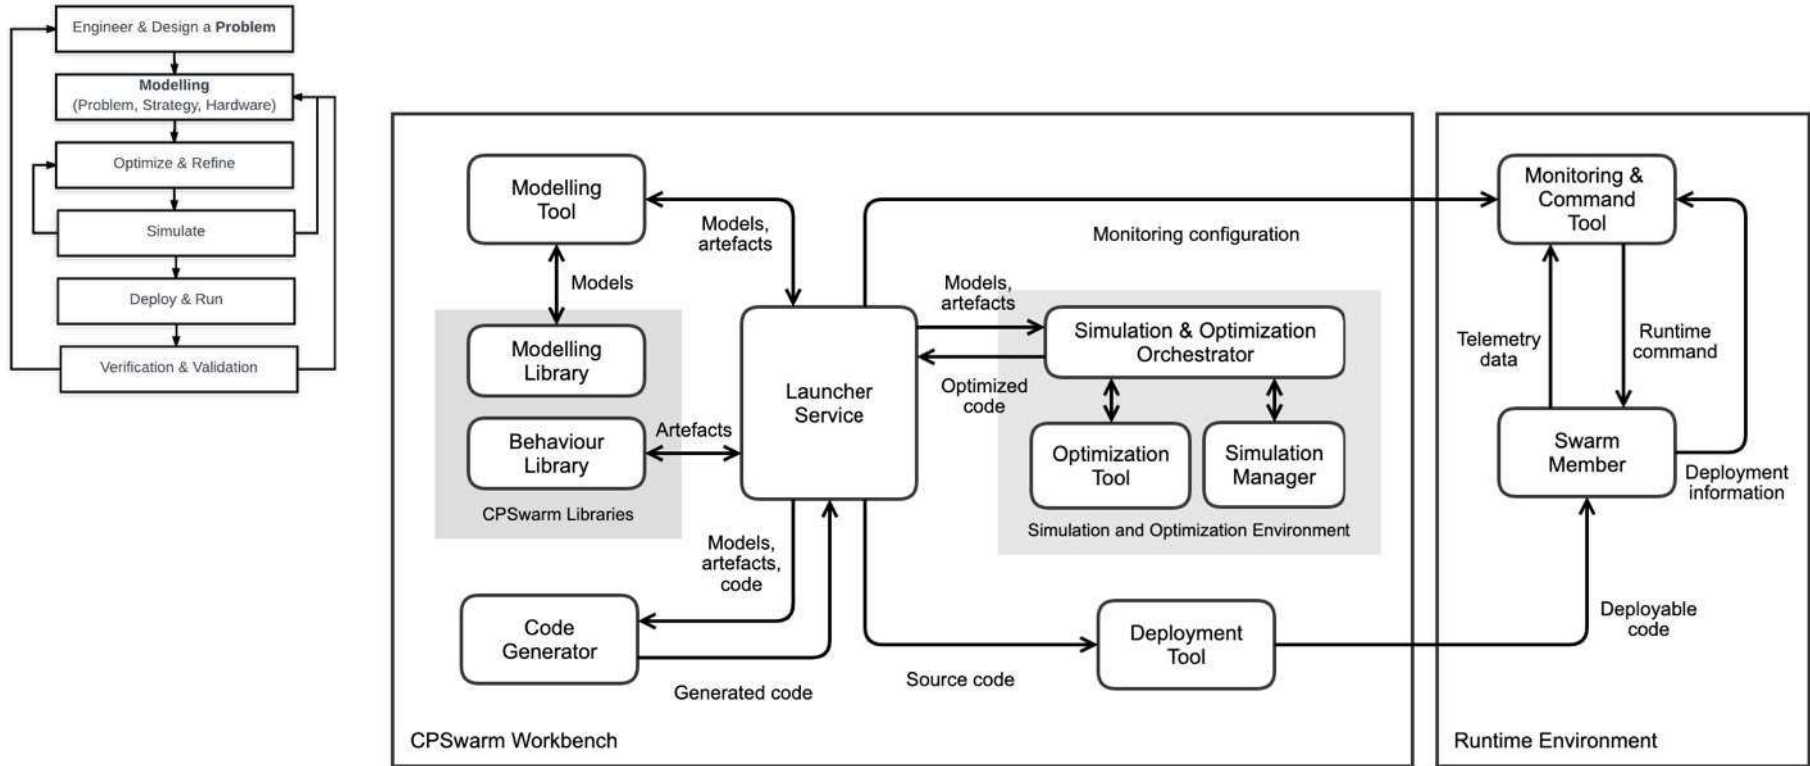 Engineer & Design a Problem
Modelling
(Problem, Strategy, Hardware)
Optimize & Refine
Simulate
Deploy & Run
Verification & Validation
Modelling
Tool
Models,
artefacts
Models
Modelling
Library
Behaviour
Library
CPSwarm Libraries
Artefacts
Launcher
Service
Models,
artefacts,
code
Code
Generator
Generated code
Monitoring configuration
Models,
artefacts
Optimized
code
Simulation & Optimization
Orchestrator
Optimization
Tool
Simulation
Manager
Simulation and Optimization Environment
Source code
Deployment
Tool
CPSwarm Workbench
Monitoring &
Command
Tool
Telemetry
data
Runtime
command
Swarm
Member
Deployment
information
Deployable
code
Runtime Environment